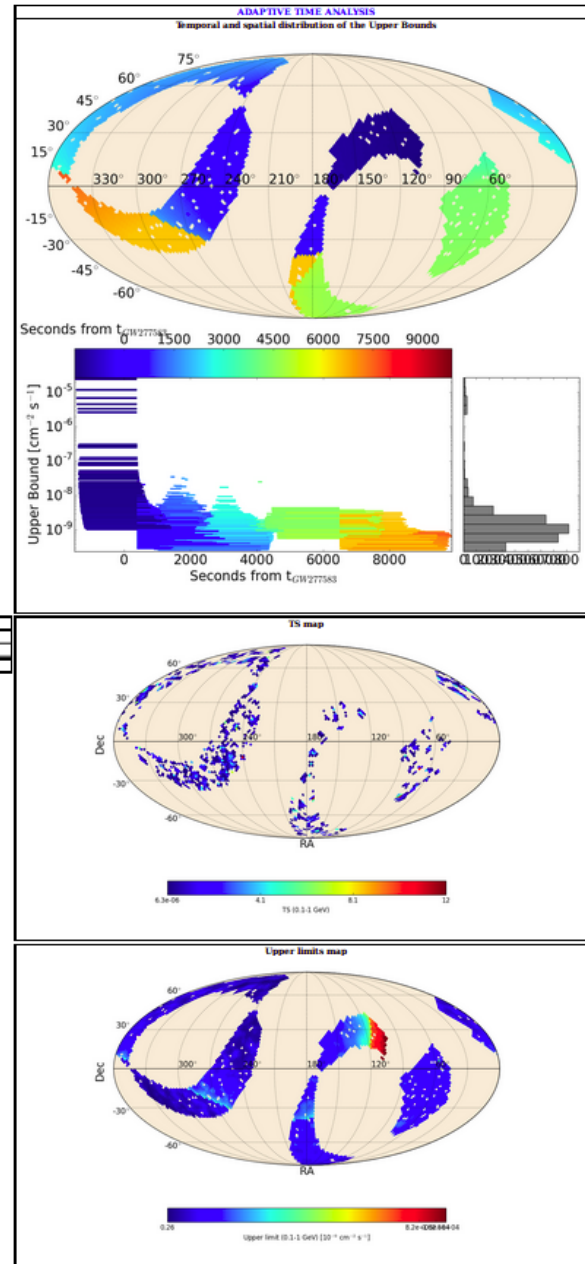 ADAPTIVE TIME ANALYSIS
Temporal and spatial distribution of the Upper Bounds
75°
60°
45°
30°
15°
330° 300° 270° 240° 210° 180° 150° 120° 90° 60°
-15°
-30°
-45°
-60°
Seconds from t_GW277583
0 1500 3000 4500 6000 7500 9000
Upper Bound [cm⁻² s⁻¹]
10⁻⁵
10⁻⁶
10⁻⁷
10⁻⁸
10⁻⁹
0 2000 4000 6000 8000
Seconds from t_GW277583
TS map
60°
30°
300° 240° 180° 120° 60°
Dec
-30°
-60°
RA
6.3e-06 4.1 8.1 12
TS (0.1-1 GeV)
Upper limits map
60°
30°
300° 180° 120°
Dec
-30°
-60°
RA
0.26
Upper limit (0.1-1 GeV)